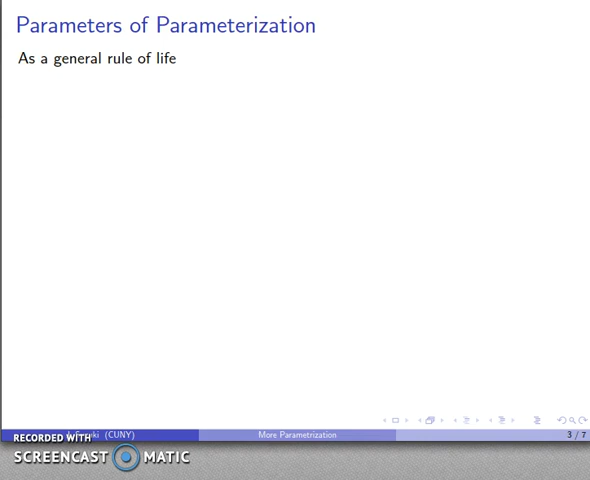 Parameters of Parameterization
As a general rule of life
(CUNY) More Parametrization 3 / 7
RECORDED WITH
SCREENCAST MATIC